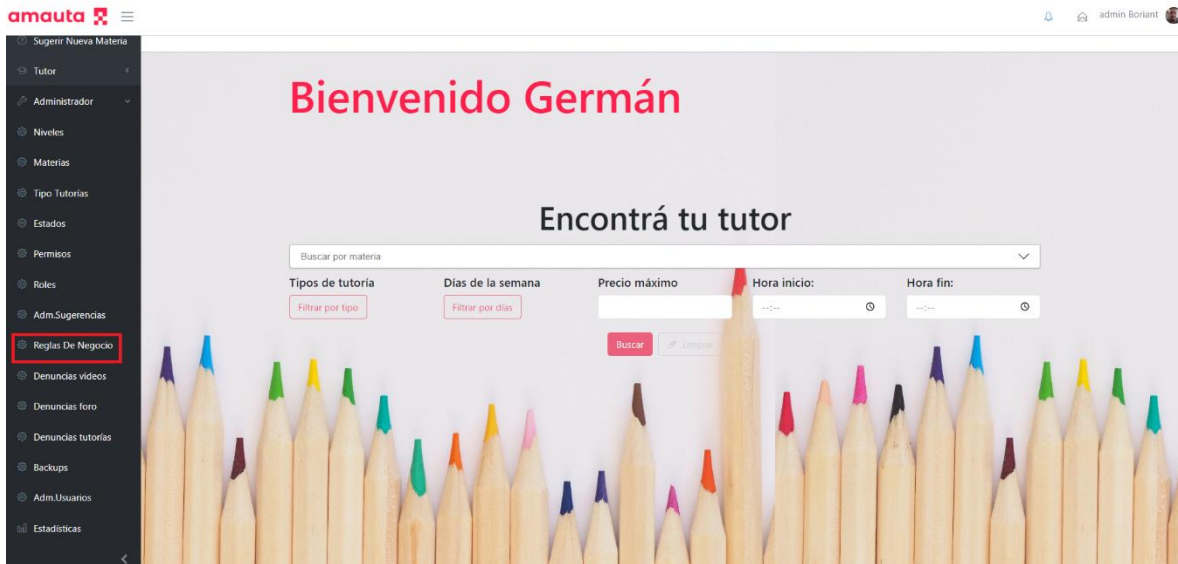 amauta
admin Boriant
Sugerir Nueva Materia
Tutor
Administrador
Niveles
Materias
Tipo Tutorías
Estados
Permisos
Roles
Adm.Sugerencias
Reglas De Negocio
Denuncias videos
Denuncias foro
Denuncias tutorías
Backups
Adm.Usuarios
Estadísticas
Bienvenido Germán
Encontrá tu tutor
Buscar por materia
Tipos de tutoría Días de la semana Precio máximo Hora inicio: Hora fin:
Filtrar por tipo Filtrar por días --:-- --:--
Buscar Limpiar